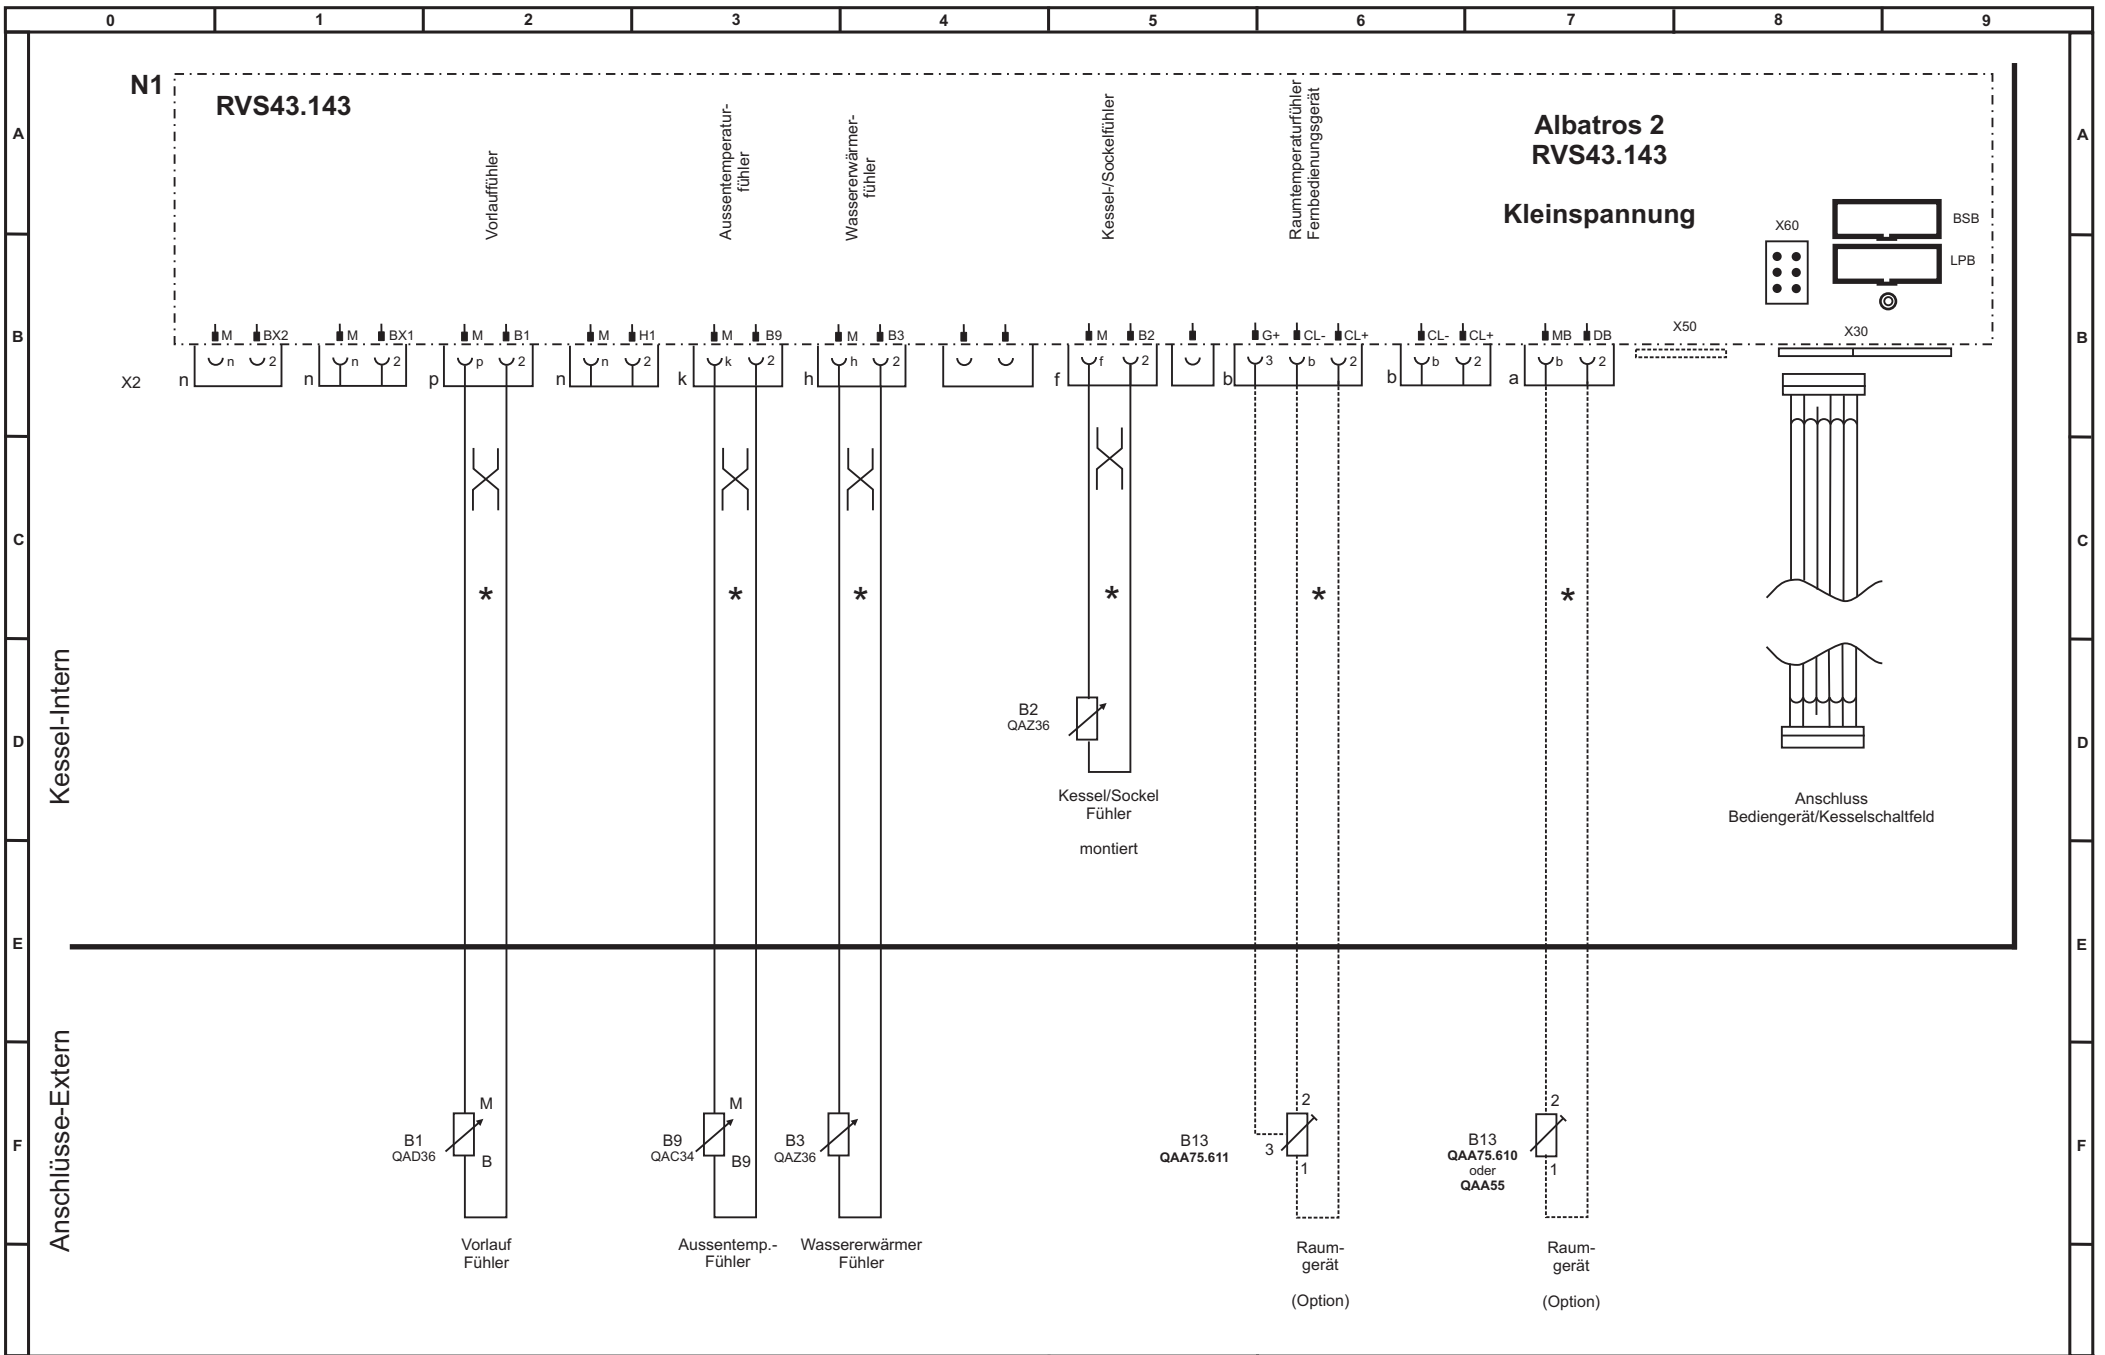 0 1 2 3 4 5 6 7 8 9
N1
RVS43.143
Vorlauffühler
Aussentemperatur-
fühler
Wassererwärmer-
fühler
Kessel-/Sockelfühler
Raumtemperaturfühler
Fernbedienungsgerät
Albatros 2
RVS43.143
Kleinspannung
X60
BSB
LPB
A A
B B
C C
D D
E E
F F
M BX2 M BX1 M B1 M H1 M B9 M B3 M B2 G+ CL- CL+ CL- CL+ MB DB
X50
X30
n 2 n 2 p 2 n 2 k 2 h 2 f 2 3 b 2 b 2 b 2
X2 n n p n k h f b b a
* * * * * *
Kessel-Intern
B2
QAZ36
Kessel/Sockel
Fühler
montiert
Anschluss
Bediengerät/Kesselschaltfeld
Anschlüsse-Extern
B1
QAD36
M
B
Vorlauf
Fühler
B9
QAC34
M
B9
Aussentemp.-
Fühler
B3
QAZ36
Wassererwärmer
Fühler
B13
QAA75.611
2
3
1
Raum-
gerät
(Option)
B13
QAA75.610
oder
QAA55
2
1
Raum-
gerät
(Option)